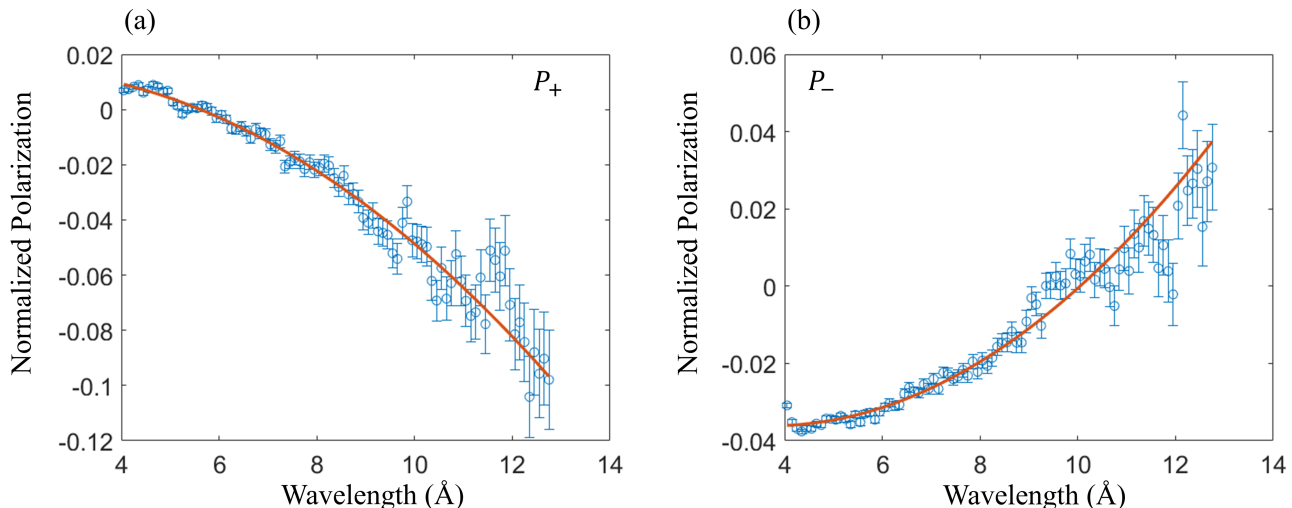 (a)
0.02
0
-0.02
-0.04
-0.06
-0.08
-0.1
-0.12
4 6 8 10 12 14
Normalized Polarization
Wavelength (Å)
P₊
(b)
0.06
0.04
0.02
0
-0.02
-0.04
4 6 8 10 12 14
Normalized Polarization
Wavelength (Å)
P₋